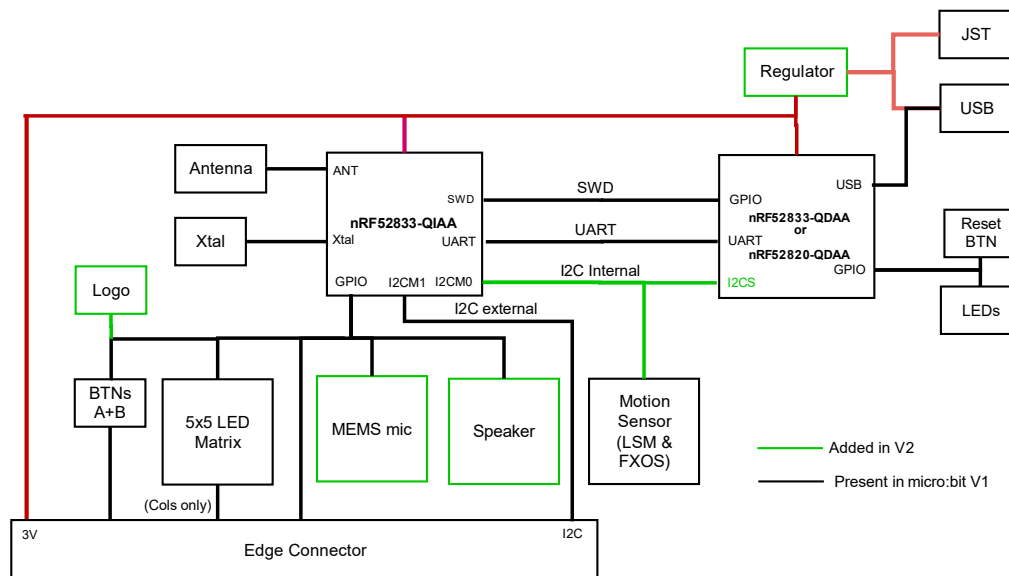 JST
Regulator
USB
Antenna
ANT
SWD
SWD
USB
GPIO
nRF52833-QIAA
nRF52833-QDAA
or
nRF52820-QDAA
Xtal
Xtal
UART
UART
UART
GPIO
Reset
BTN
GPIO
I2CM1
I2CM0
I2C Internal
I2CS
Logo
I2C external
LEDs
BTNs
A+B
5x5 LED
Matrix
MEMS mic
Speaker
Motion
Sensor
(LSM &
FXOS)
Added in V2
Present in micro:bit V1
(Cols only)
3V
I2C
Edge Connector